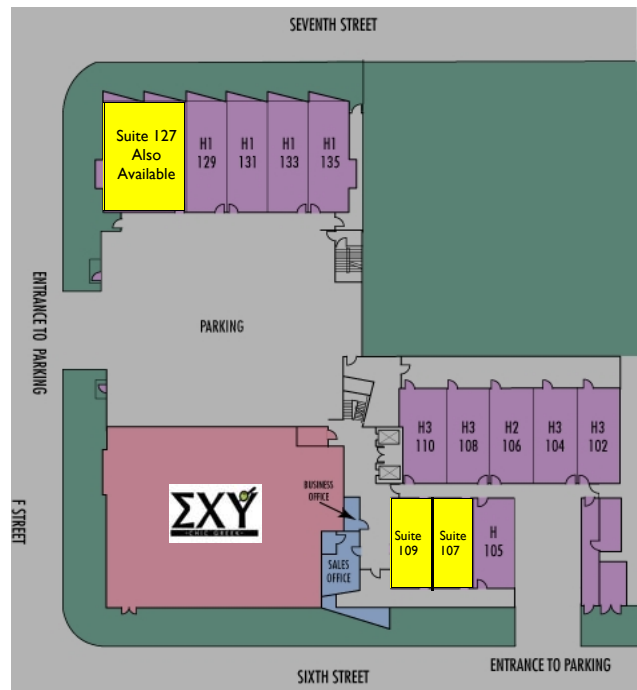 SEVENTH STREET
Suite 127
Also
Available
H1
129
H1
131
H1
133
H1
135
ENTRANCE TO PARKING
PARKING
H3
110
H3
108
H2
106
H3
104
H3
102
BUSINESS
OFFICE
ΣΧΥ
CHIC GREEK
F STREET
Suite
109
Suite
107
H
105
SALES
OFFICE
SIXTH STREET
ENTRANCE TO PARKING